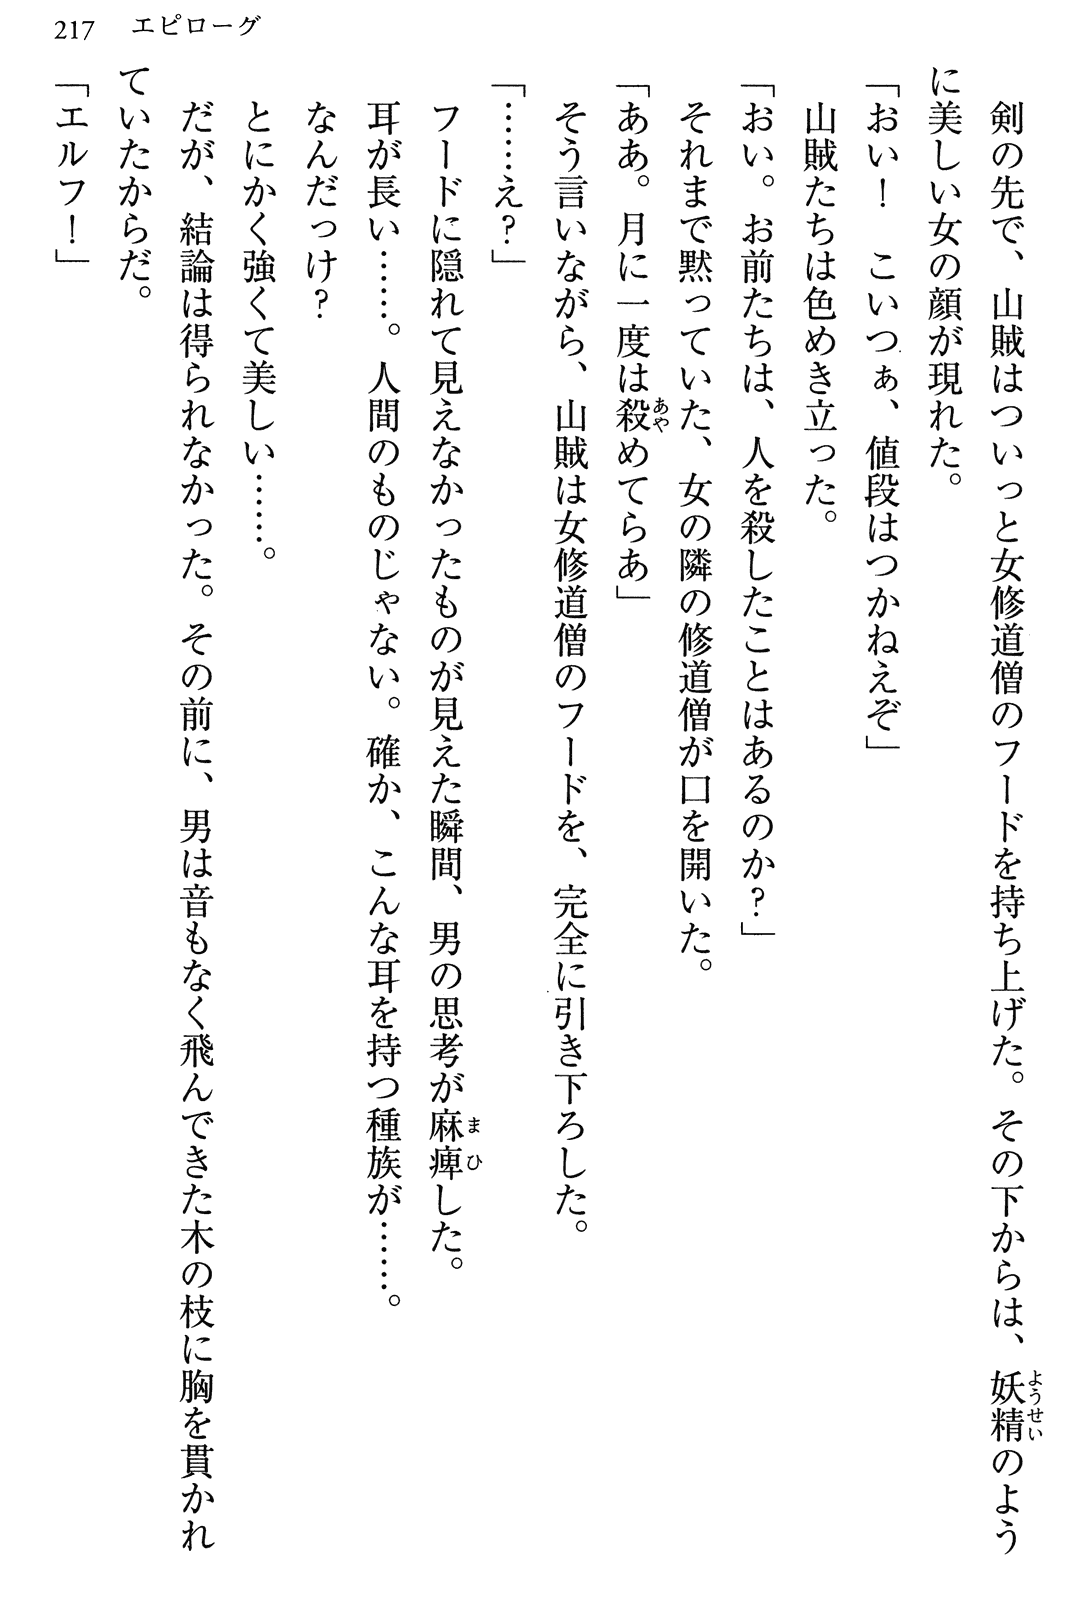 217 エピローグ
　剣の先で、山賊はついっと女修道僧のフードを持ち上げた。その下からは、妖精のよう
に美しい女の顔が現れた。
「おい！　こいつぁ、値段はつかねえぞ」
　山賊たちは色めき立った。
「おい。お前たちは、人を殺したことはあるのか？」
　それまで黙っていた、女の隣の修道僧が口を開いた。
「ああ。月に一度は殺めてらあ」
　そう言いながら、山賊は女修道僧のフードを、完全に引き下ろした。
「……え？」
　フードに隠れて見えなかったものが見えた瞬間、男の思考が麻痺した。
　耳が長い……。人間のものじゃない。確か、こんな耳を持つ種族が……。
　なんだっけ？
　とにかく強くて美しい……。
　だが、結論は得られなかった。その前に、男は音もなく飛んできた木の枝に胸を貫かれ
ていたからだ。
「エルフ！」
ようせい
あや
まひ